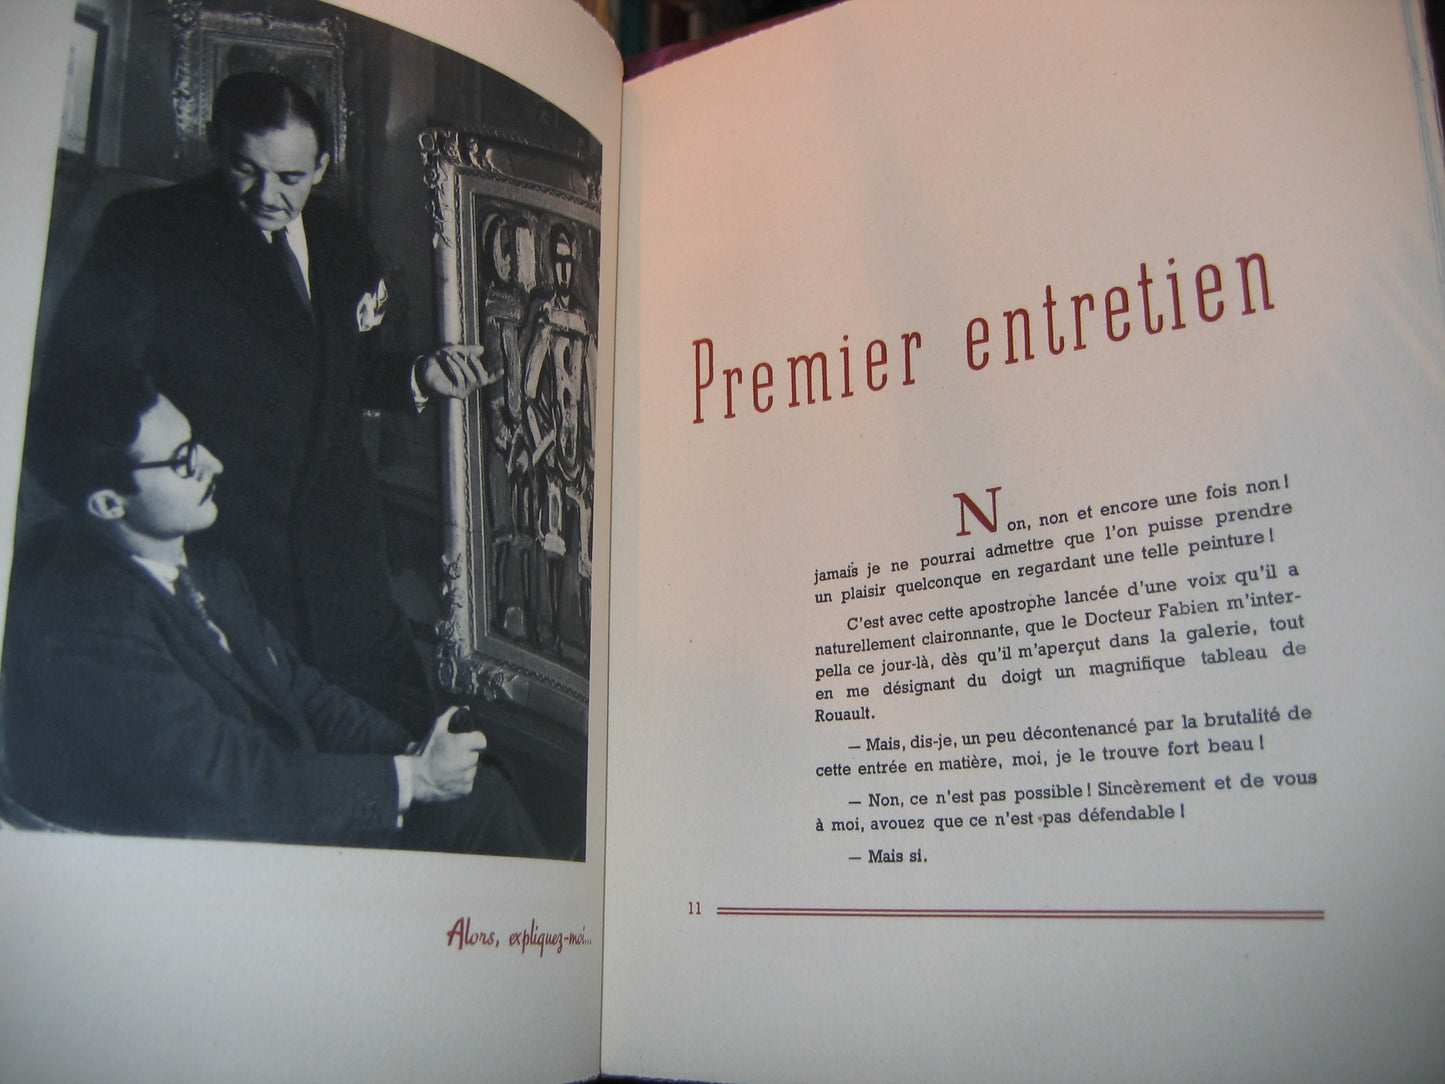 Alors, expliquez-moi...
Premier entretien
Non, non et encore une fois non!
jamais je ne pourrai admettre que l'on puisse prendre
un plaisir quelconque en regardant une telle peinture!
C'est avec cette apostrophe lancée d'une voix qu'il a
naturellement claironnante, que le Docteur Fabien m'inter-
pella ce jour-là, dès qu'il m'aperçut dans la galerie, tout
en me désignant du doigt un magnifique tableau de
Rouault.
— Mais, dis-je, un peu décontenancé par la brutalité de
cette entrée en matière, moi, je le trouve fort beau!
— Non, ce n'est pas possible! Sincèrement et de vous
à moi, avouez que ce n'est pas défendable!
— Mais si.
11